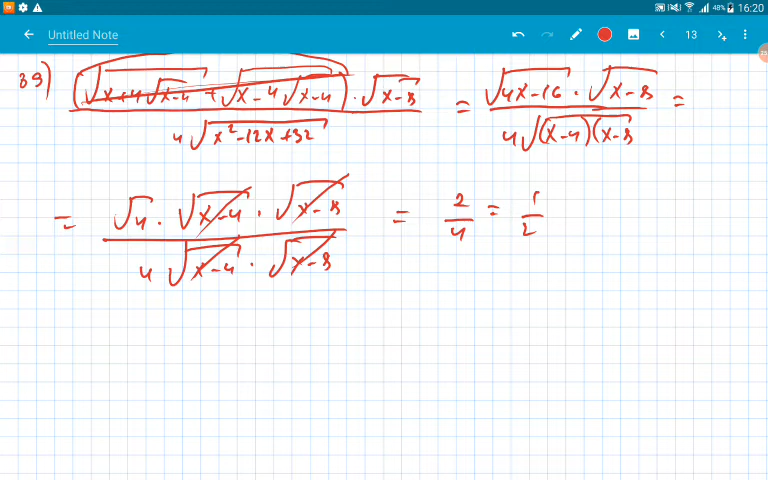 48% 16:20
Untitled Note 13
39) ((√(x+4√(x-4)) + √(x-4√(x-4))) · √(x-8)) / (4√(x²-12x+32)) = (√(4x-16) · √(x-8)) / (4√((x-4)(x-8))) =
= (√4 · √(x-4) · √(x-8)) / (4√(x-4) · √(x-8)) = 2/4 = 1/2